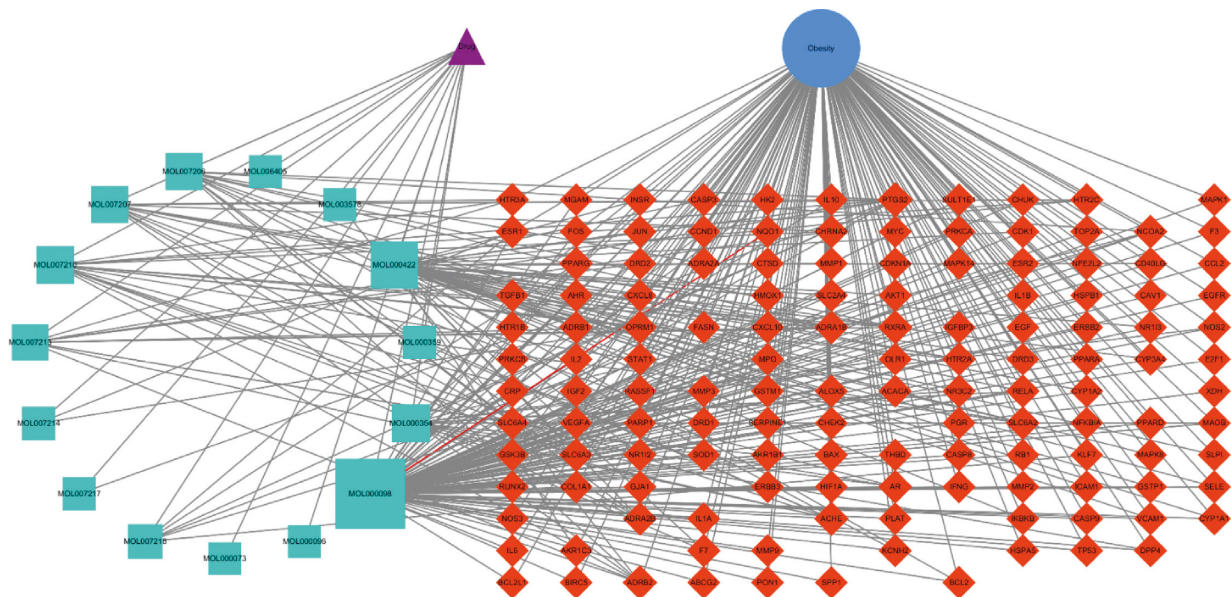 Drug
Obesity
MOL007206
MOL006405
MOL007207
MOL003578
MOL007210
MOL000422
MOL007213
MOL000359
MOL007214
MOL000354
MOL007217
MOL000098
MOL007218
MOL000073
MOL000096
HTR3A MGAM INSR CASP3 HK2 IL10 PTGS2 SULT1E1 CHUK HTR2C MAPK1
ESR1 FOS JUN CCND1 NQO1 CHRNA2 MYC PRKCA CDK1 TOP2A NCOA2 F3
PPARG DRD2 ADRA2A CTSD MMP1 CDKN1A MAPK14 ESR2 NFE2L2 CD40LG CCL2
TGFB1 AHR CXCL8 HMOX1 SLC2A4 AKT1 IL1B HSPB1 CAV1 EGFR
HTR1B ADRB1 OPRM1 FASN CXCL10 ADRA1B RXRA IGFBP3 EGF ERBB2 NR1I3 NOS2
PRKCB IL2 STAT1 MPO OLR1 HTR2A DRD3 PPARA CYP3A4 E2F1
CRP IGF2 RASSF1 MMP3 GSTM1 ALOX5 ACACA NR3C2 RELA CYP1A2 XDH
SLC6A4 VEGFA PARP1 DRD1 SERPINE1 CHEK2 PGR SLC6A2 NFKBIA PPARD MAOB
GSK3B SLC6A3 NR1I2 SOD1 AKR1B1 BAX THBD CASP8 RB1 KLF7 MAPK8 SLPI
RUNX2 COL1A1 GJA1 ERBB3 HIF1A AR IFNG MMP2 ICAM1 GSTP1 SELE
NOS3 ADRA2B IL1A ACHE PLAT IKBKB CASP9 VCAM1 CYP1A1
IL6 AKR1C3 F7 MMP9 KCNH2 HSPA5 TP53 DPP4
BCL2L1 BIRC5 ADRB2 ABCG2 PON1 SPP1 BCL2